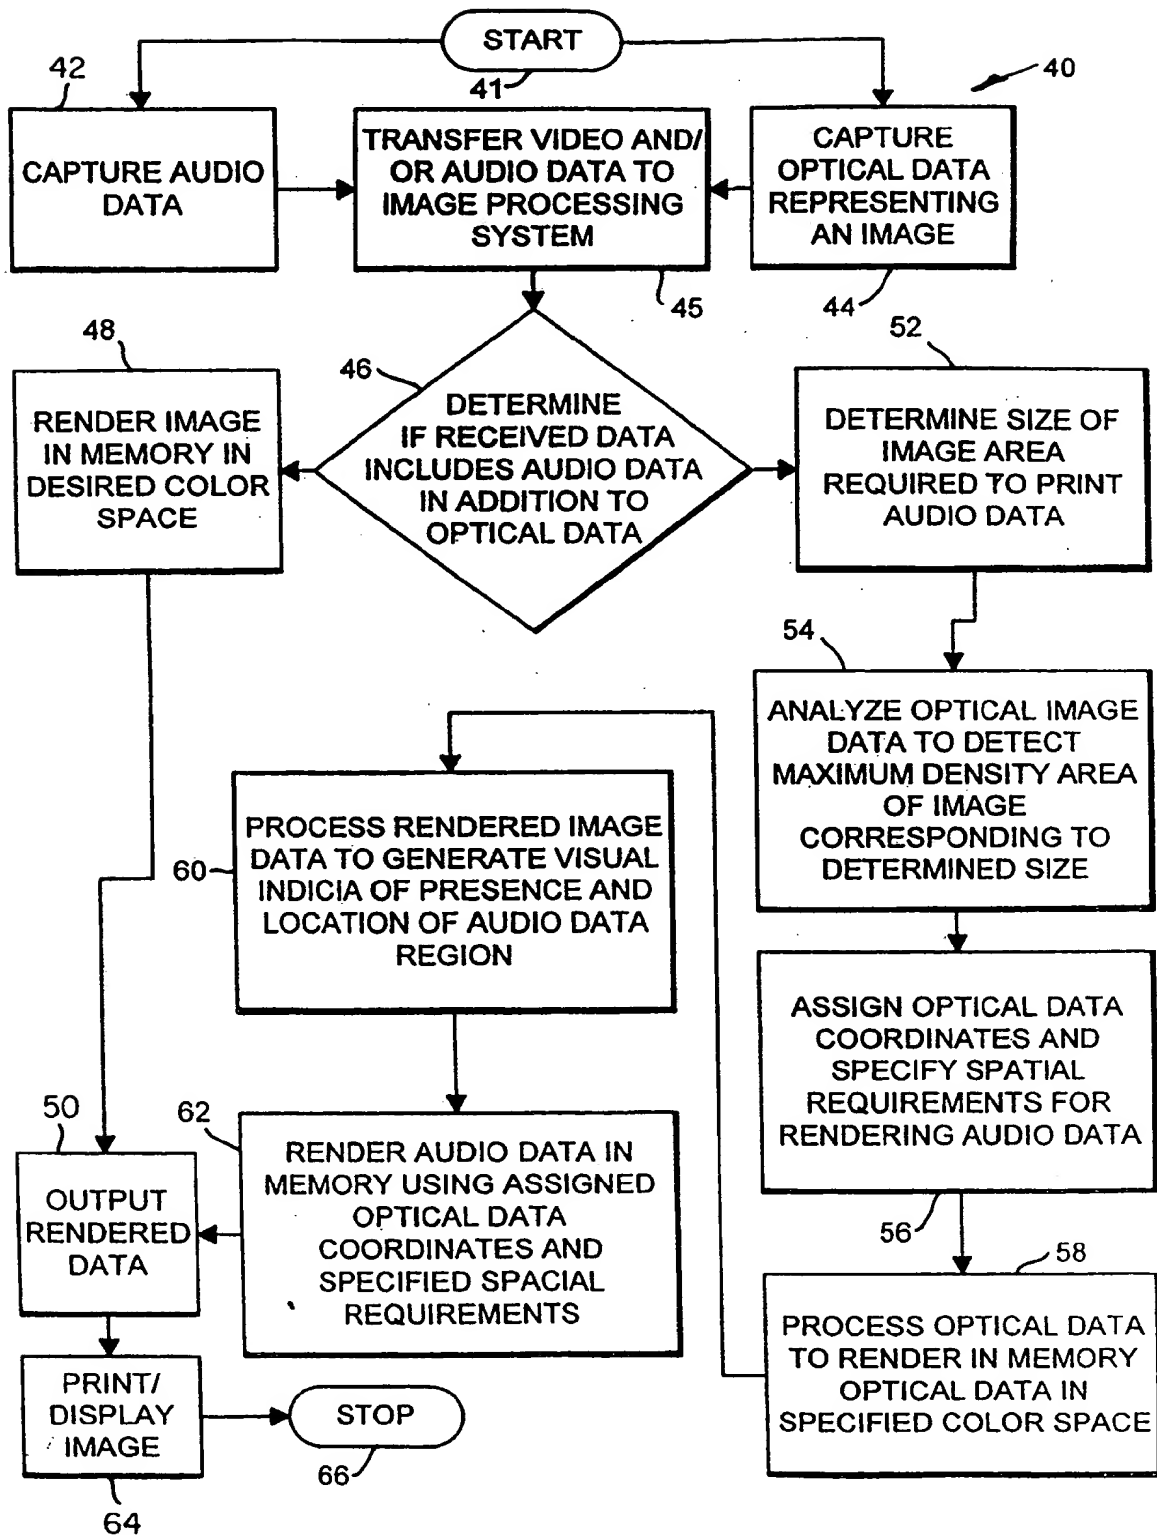 START
41
40
42
CAPTURE AUDIO
DATA
TRANSFER VIDEO AND/
OR AUDIO DATA TO
IMAGE PROCESSING
SYSTEM
45
CAPTURE
OPTICAL DATA
REPRESENTING
AN IMAGE
44
46
DETERMINE
IF RECEIVED DATA
INCLUDES AUDIO DATA
IN ADDITION TO
OPTICAL DATA
48
RENDER IMAGE
IN MEMORY IN
DESIRED COLOR
SPACE
52
DETERMINE SIZE OF
IMAGE AREA
REQUIRED TO PRINT
AUDIO DATA
54
ANALYZE OPTICAL IMAGE
DATA TO DETECT
MAXIMUM DENSITY AREA
OF IMAGE
CORRESPONDING TO
DETERMINED SIZE
ASSIGN OPTICAL DATA
COORDINATES AND
SPECIFY SPATIAL
REQUIREMENTS FOR
RENDERING AUDIO DATA
56
58
PROCESS OPTICAL DATA
TO RENDER IN MEMORY
OPTICAL DATA IN
SPECIFIED COLOR SPACE
60
PROCESS RENDERED IMAGE
DATA TO GENERATE VISUAL
INDICIA OF PRESENCE AND
LOCATION OF AUDIO DATA
REGION
62
RENDER AUDIO DATA IN
MEMORY USING ASSIGNED
OPTICAL DATA
COORDINATES AND
SPECIFIED SPACIAL
REQUIREMENTS
50
OUTPUT
RENDERED
DATA
PRINT/
DISPLAY
IMAGE
64
STOP
66